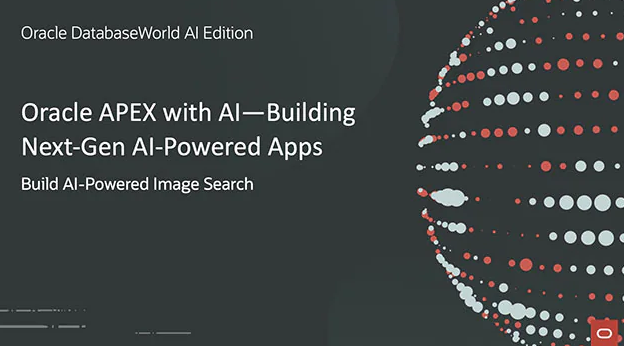 Oracle DatabaseWorld AI Edition
Oracle APEX with AI—Building
Next-Gen AI-Powered Apps
Build AI-Powered Image Search